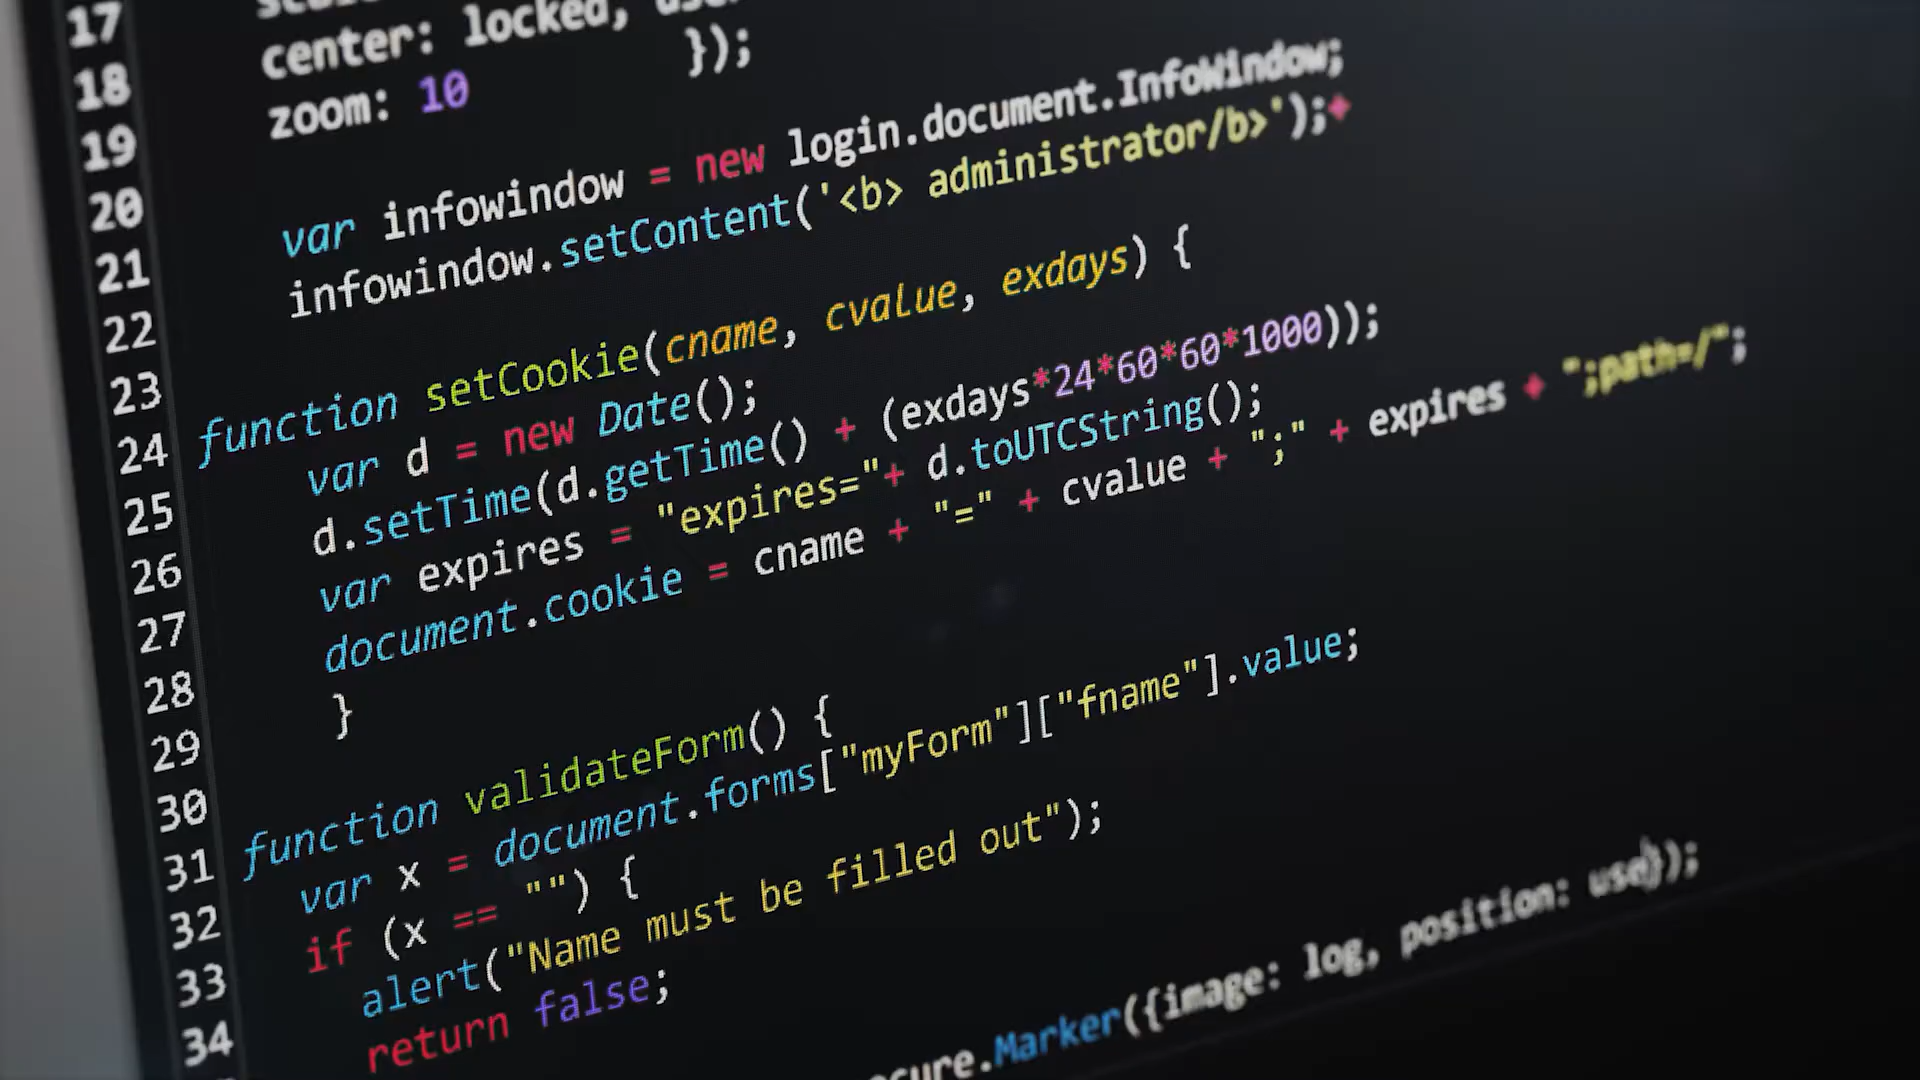 17
18 center: locked,
19 zoom: 10 });
20
21 var infowindow = new login.document.InfoWindow;
22 infowindow.setContent('<b> administrator/b>');+
23
24 function setCookie(cname, cvalue, exdays) {
25 var d = new Date();
26 d.setTime(d.getTime() + (exdays*24*60*60*1000));
27 var expires = "expires="+ d.toUTCString();
28 document.cookie = cname + "=" + cvalue + ";" + expires + ";path=/";
29 }
30
31 function validateForm() {
32 var x = document.forms["myForm"]["fname"].value;
33 if (x == "") {
34 alert("Name must be filled out");
return false;
.Marker({image: log, position: use});